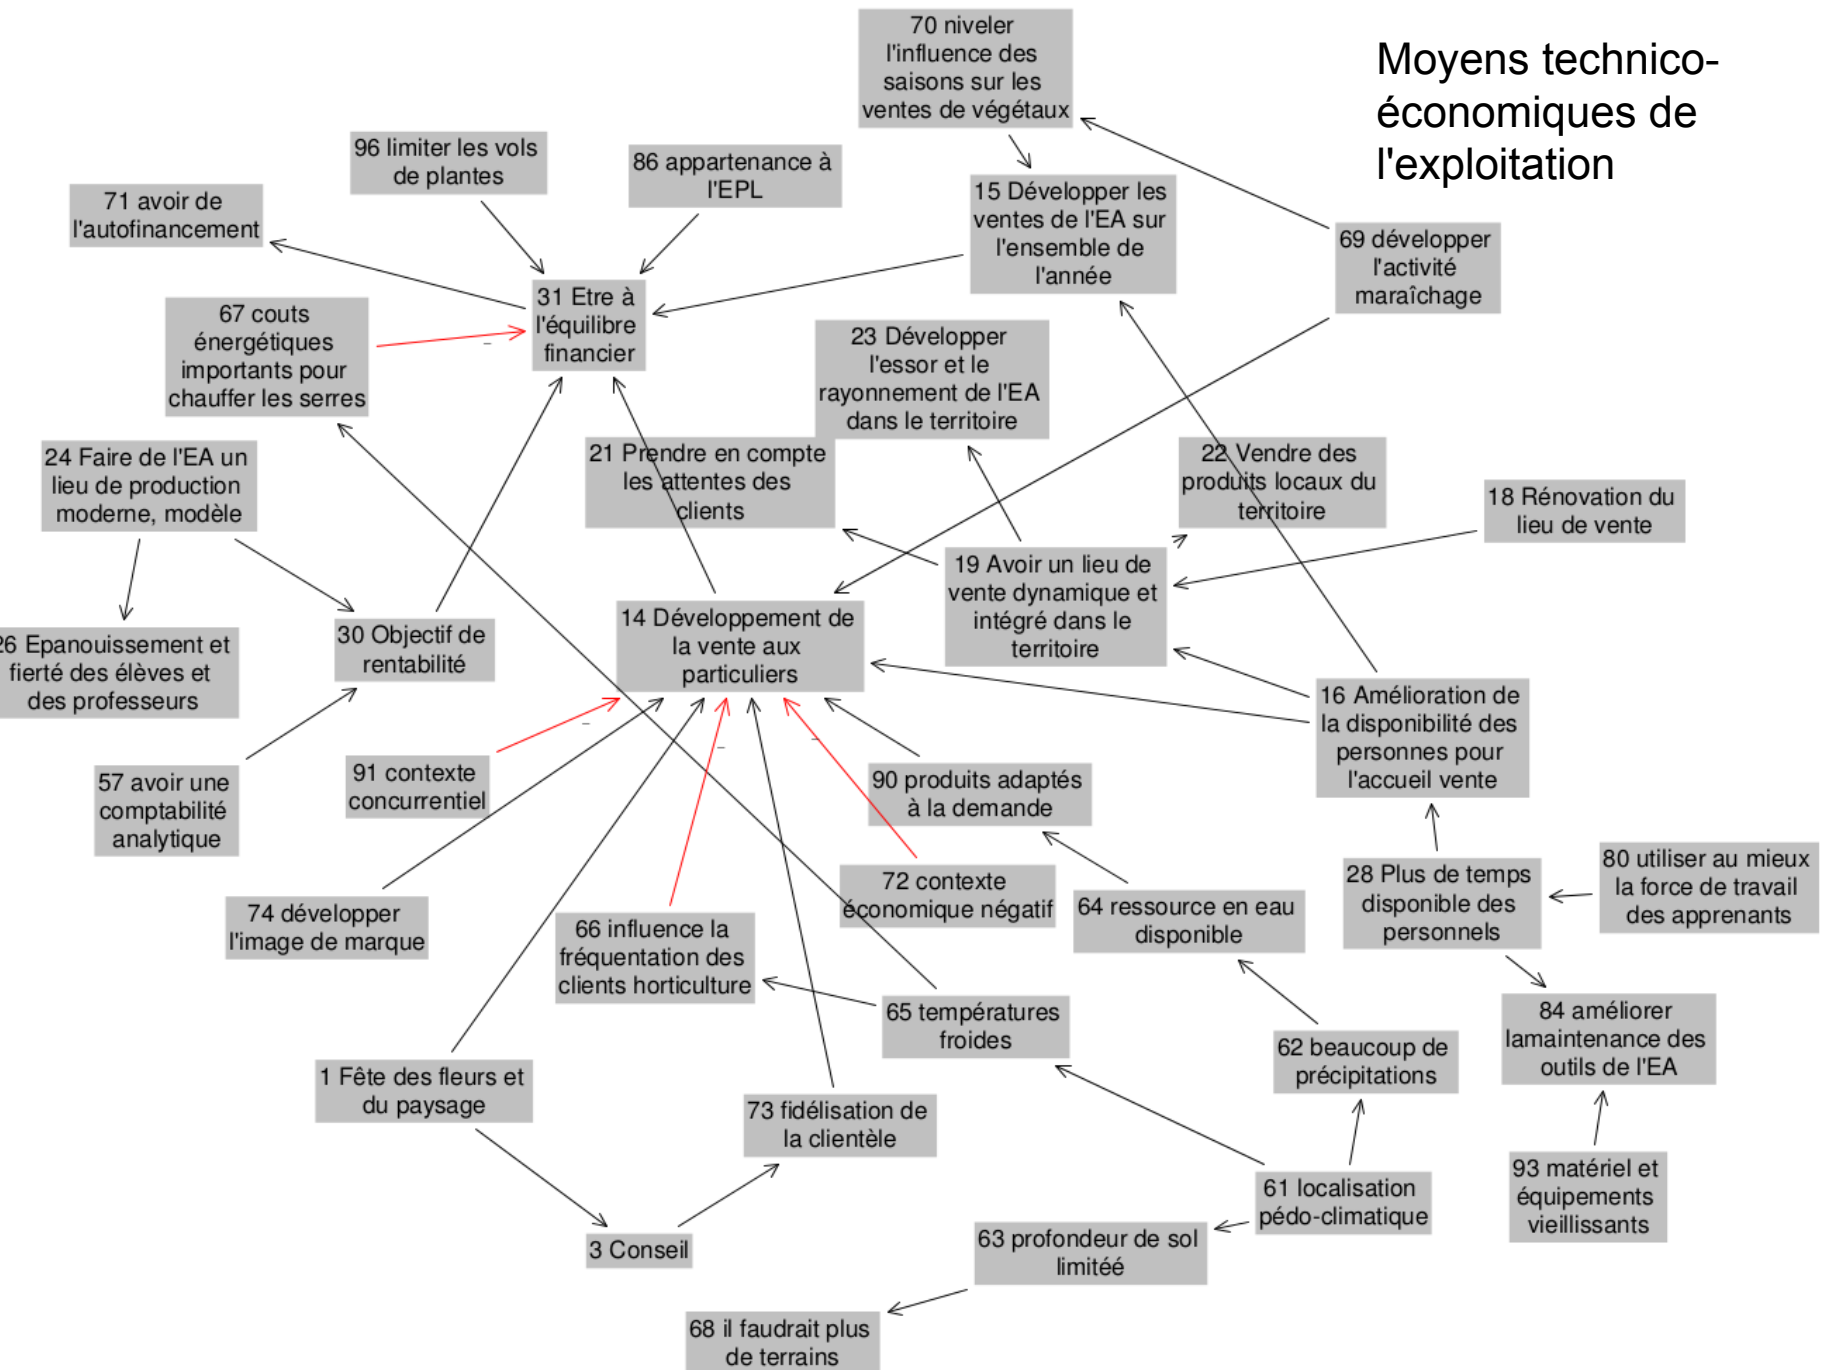 Moyens technico-
économiques de
l'exploitation
70 niveler
l'influence des
saisons sur les
ventes de végétaux
96 limiter les vols
de plantes
86 appartenance à
l'EPL
71 avoir de
l'autofinancement
15 Développer les
ventes de l'EA sur
l'ensemble de
l'année
69 développer
l'activité
maraîchage
31 Etre à
l'équilibre
financier
67 couts
énergétiques
importants pour
chauffer les serres
–
23 Développer
l'essor et le
rayonnement de l'EA
dans le territoire
24 Faire de l'EA un
lieu de production
moderne, modèle
21 Prendre en compte
les attentes des
clients
22 Vendre des
produits locaux du
territoire
18 Rénovation du
lieu de vente
19 Avoir un lieu de
vente dynamique et
intégré dans le
territoire
26 Epanouissement et
fierté des élèves et
des professeurs
30 Objectif de
rentabilité
14 Développement de
la vente aux
particuliers
16 Amélioration de
la disponibilité des
personnes pour
l'accueil vente
–
–
–
57 avoir une
comptabilité
analytique
91 contexte
concurrentiel
90 produits adaptés
à la demande
72 contexte
économique négatif
28 Plus de temps
disponible des
personnels
80 utiliser au mieux
la force de travail
des apprenants
74 développer
l'image de marque
66 influence la
fréquentation des
clients horticulture
64 ressource en eau
disponible
65 températures
froides
62 beaucoup de
précipitations
84 améliorer
lamaintenance des
outils de l'EA
1 Fête des fleurs et
du paysage
73 fidélisation de
la clientèle
61 localisation
pédo-climatique
93 matériel et
équipements
vieillissants
3 Conseil
63 profondeur de sol
limitéé
68 il faudrait plus
de terrains